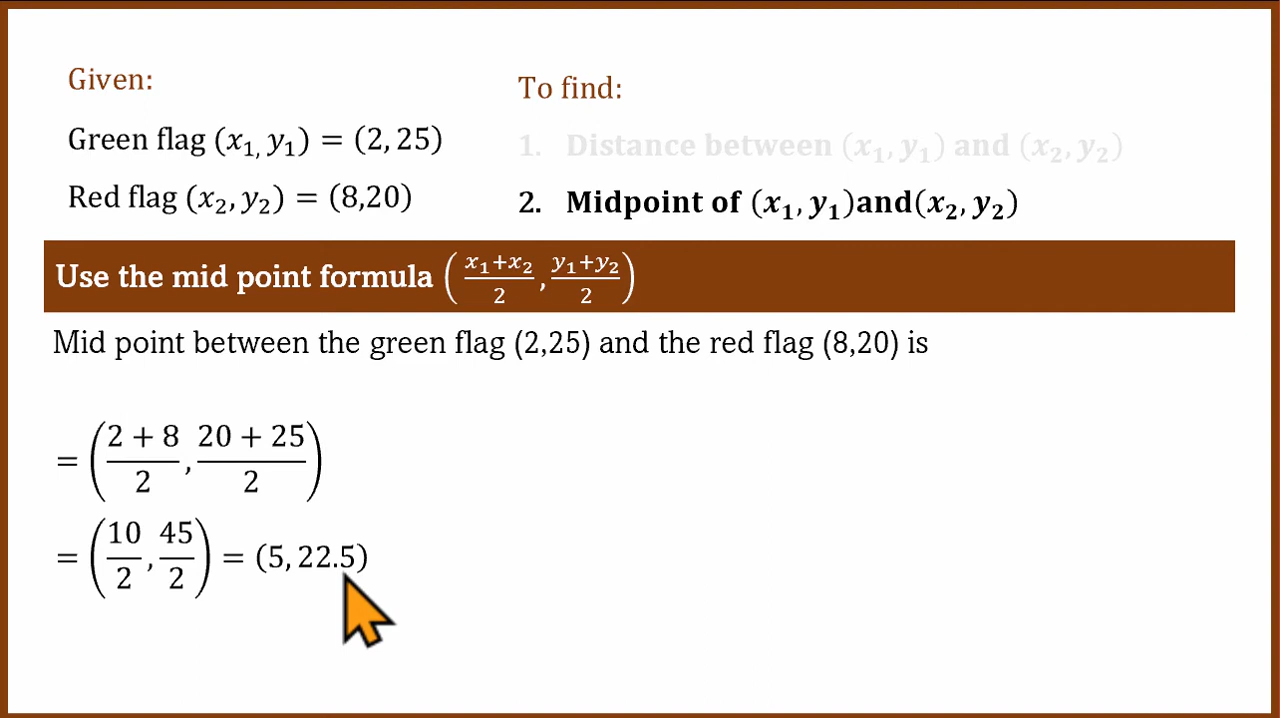 Given:
Green flag (x₁, y₁) = (2, 25)
Red flag (x₂, y₂) = (8,20)
To find:
1. Distance between (x₁, y₁) and (x₂, y₂)
2. Midpoint of (x₁, y₁)and(x₂, y₂)
Use the mid point formula ((x₁+x₂)/2, (y₁+y₂)/2)
Mid point between the green flag (2,25) and the red flag (8,20) is
= ((2 + 8)/2, (20 + 25)/2)
= (10/2, 45/2) = (5, 22.5)